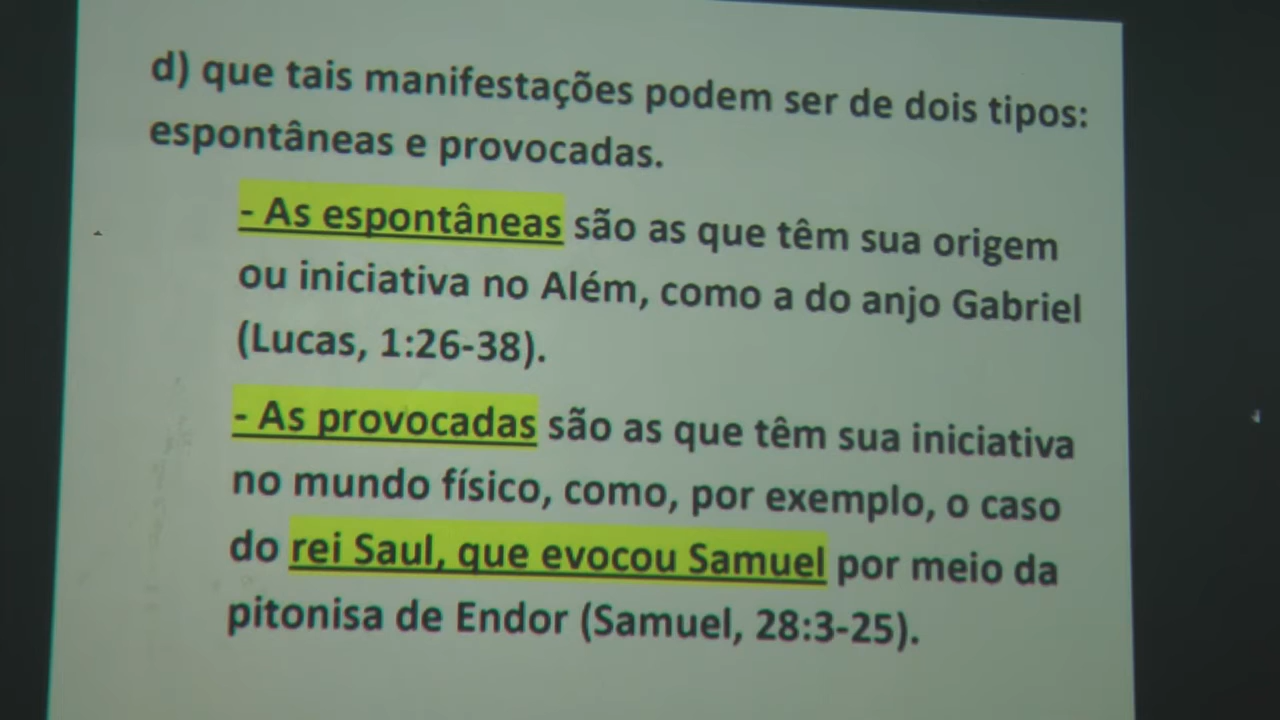 d) que tais manifestações podem ser de dois tipos:
espontâneas e provocadas.
- As espontâneas são as que têm sua origem
ou iniciativa no Além, como a do anjo Gabriel
(Lucas, 1:26-38).
- As provocadas são as que têm sua iniciativa
no mundo físico, como, por exemplo, o caso
do rei Saul, que evocou Samuel por meio da
pitonisa de Endor (Samuel, 28:3-25).